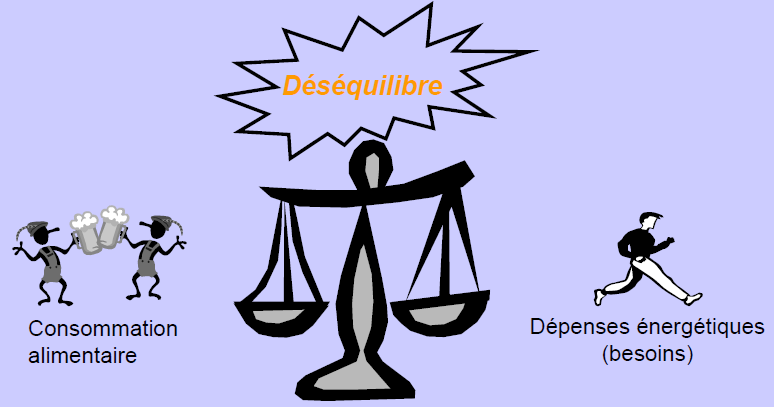 Déséquilibre
Consommation
alimentaire
Dépenses énergétiques
(besoins)